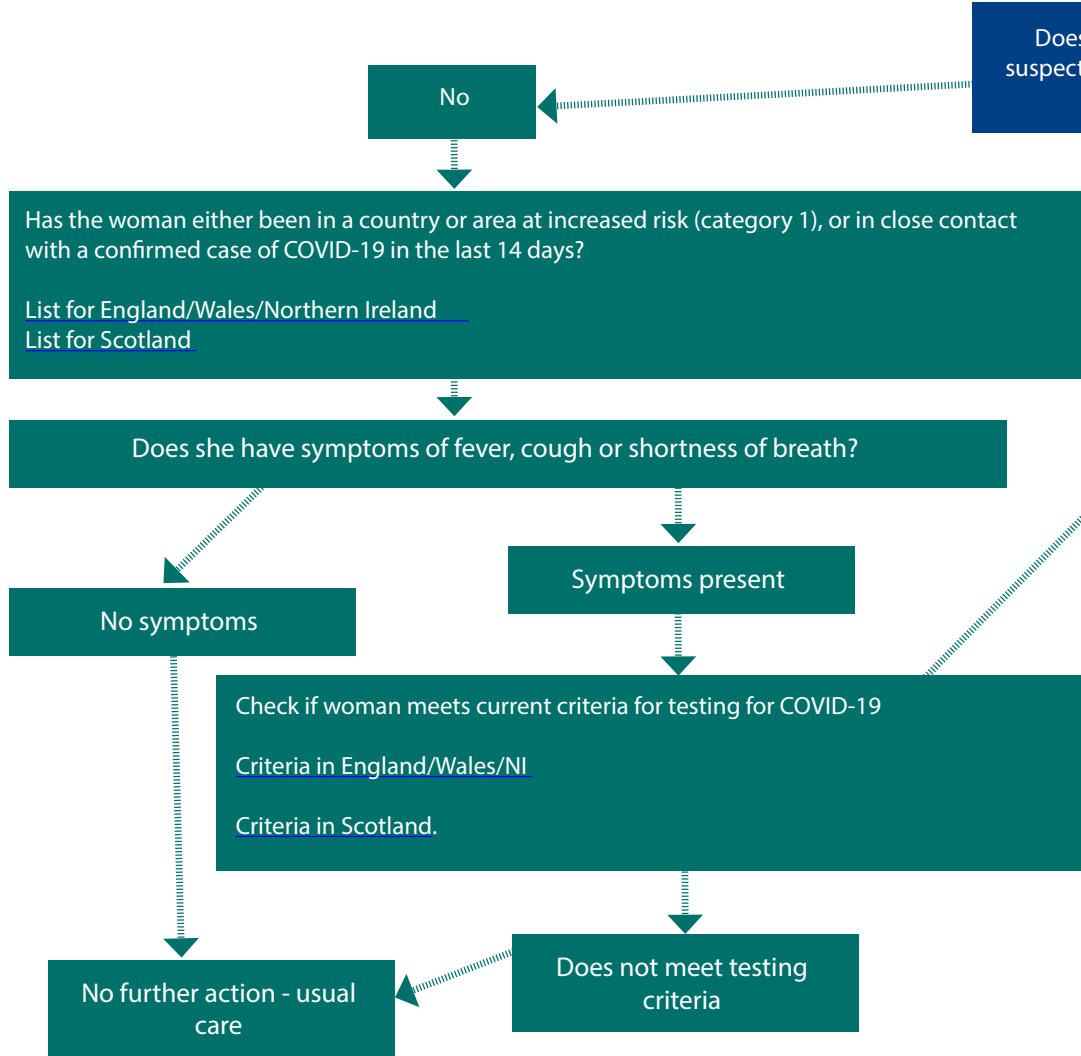 Does
suspect
No
Has the woman either been in a country or area at increased risk (category 1), or in close contact
with a confirmed case of COVID-19 in the last 14 days?
List for England/Wales/Northern Ireland
List for Scotland
Does she have symptoms of fever, cough or shortness of breath?
Symptoms present
No symptoms
Check if woman meets current criteria for testing for COVID-19
Criteria in England/Wales/NI
Criteria in Scotland.
Does not meet testing
criteria
No further action - usual
care